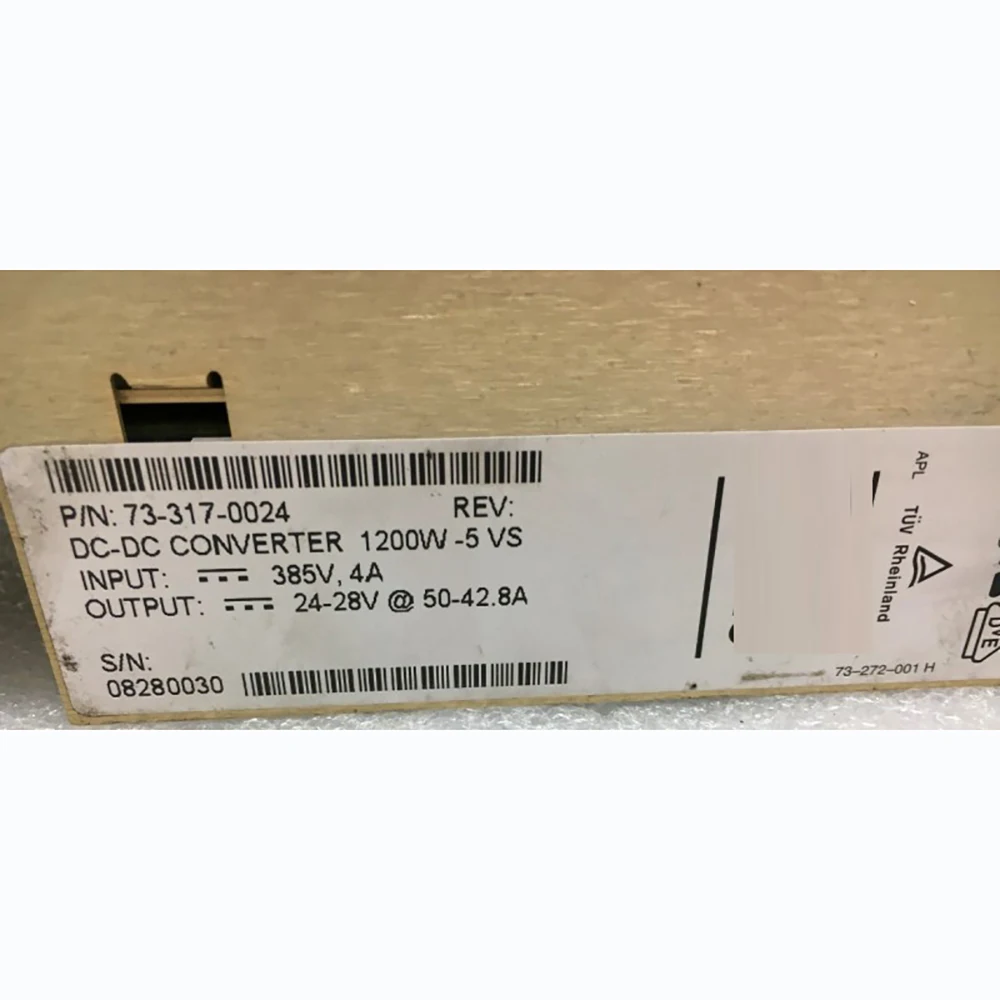 P/N: 73-317-0024 REV:
DC-DC CONVERTER 1200W -5 VS
INPUT: 385V, 4A
OUTPUT: 24-28V @ 50-42.8A
S/N:
08280030
APL
TÜV Rheinland
DVE
73-272-001 H